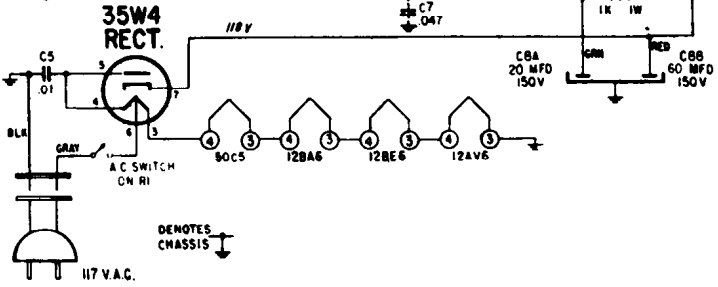 35W4
RECT.
118V
C7
.047
1K 1W
C8A
20 MFD
150V
GRN
RED
C8B
60 MFD
150V
C5
.01
5
4
7
6
3
BLK
GRAY
A C SWITCH
ON R1
4 3 4 3 4 3 4 3
50C5 12BA6 12BE6 12AV6
DENOTES
CHASSIS
117 V.A.C.